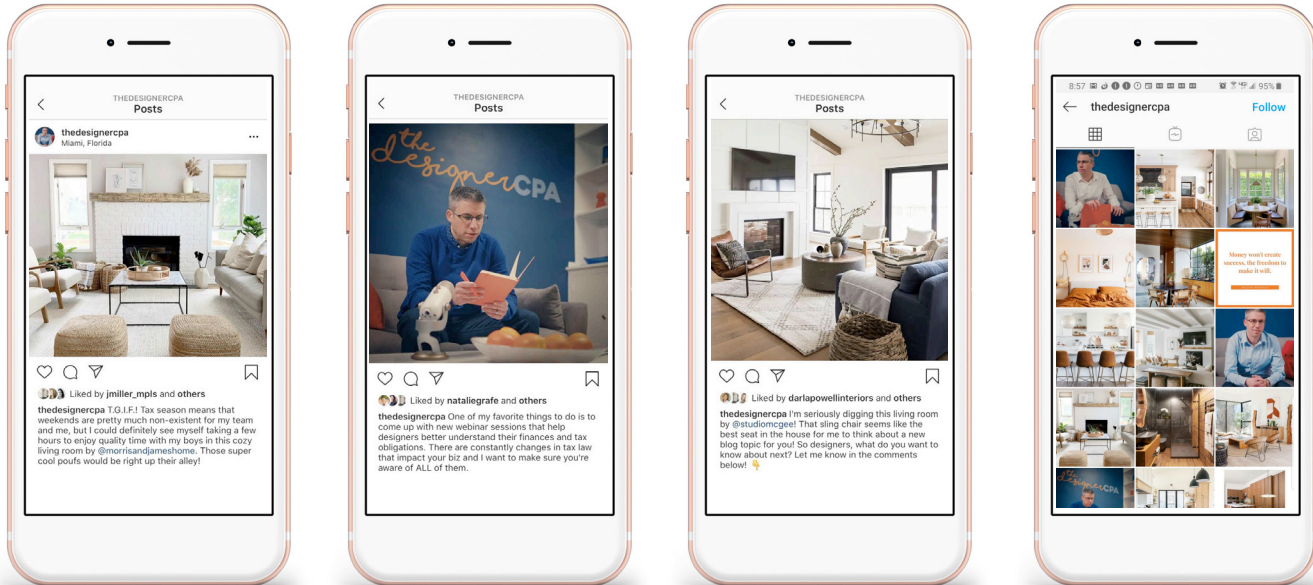 THEDESIGNERCPA
Posts
thedesignercpa
Miami, Florida
Liked by jmiller_mpls and others
thedesignercpa T.G.I.F.! Tax season means that
weekends are pretty much non-existent for my team
and me, but I could definitely see myself taking a few
hours to enjoy quality time with my boys in this cozy
living room by @morrisandjameshome. Those super
cool poufs would be right up their alley!
THEDESIGNERCPA
Posts
the
designerCPA
Liked by nataliegrafe and others
thedesignercpa One of my favorite things to do is to
come up with new webinar sessions that help
designers better understand their finances and tax
obligations. There are constantly changes in tax law
that impact your biz and I want to make sure you're
aware of ALL of them.
THEDESIGNERCPA
Posts
Liked by darlapowellinteriors and others
thedesignercpa I'm seriously digging this living room
by @studiomcgee! That sling chair seems like the
best seat in the house for me to think about a new
blog topic for you! So designers, what do you want to
know about next? Let me know in the comments
below! 👇
8:57 95%
thedesignercpa Follow
Money won't create
success, the freedom to
make it will.
the
designerCPA